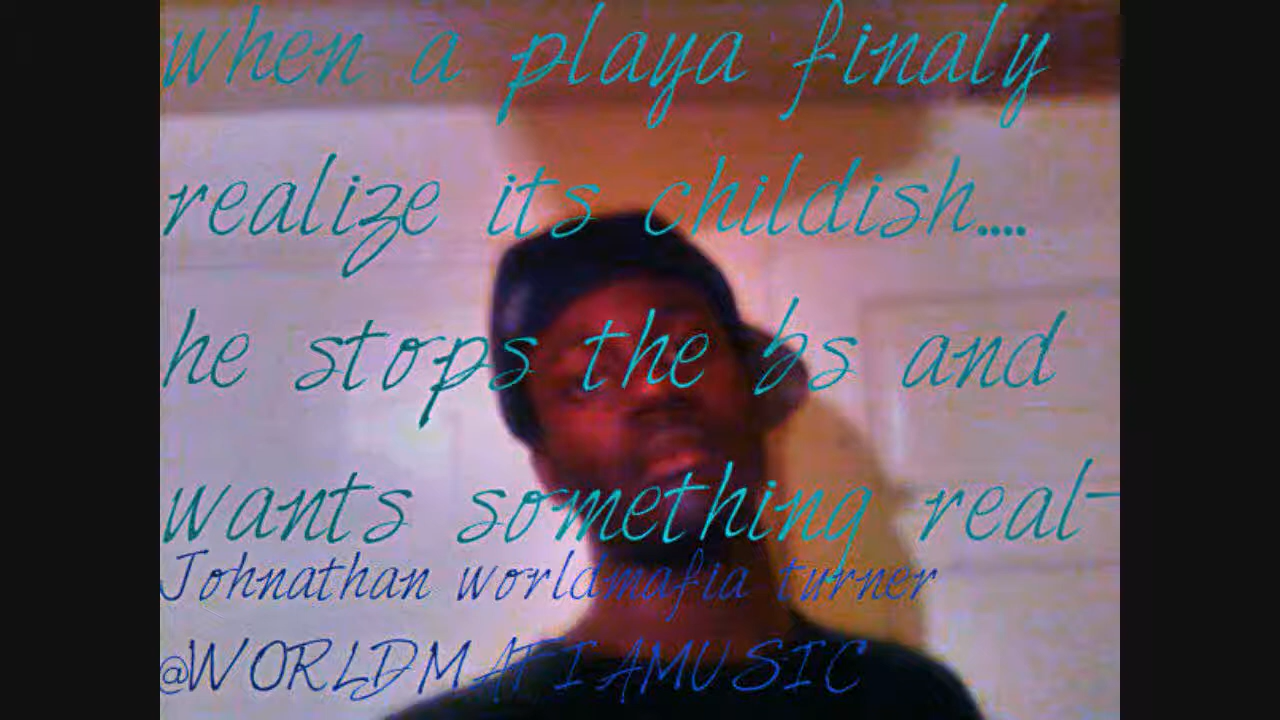 when a playa finaly
realize its childish....
he stops the bs and
wants something real-
Johnathan worldmafia turner
@WORLDMAFIAMUSIC